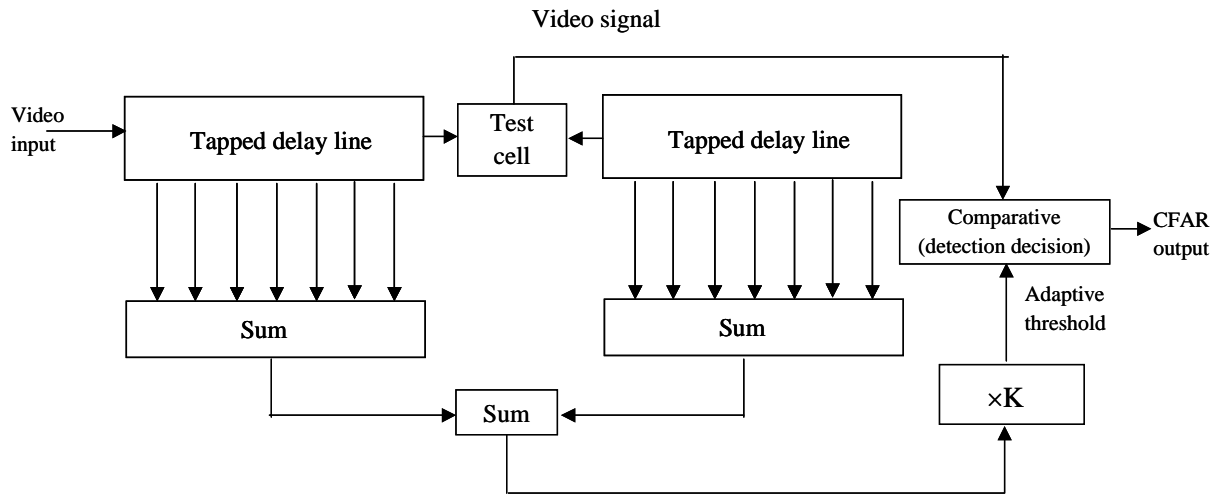 Video signal
Video
input
Tapped delay line
Test
cell
Tapped delay line
Comparative
(detection decision)
CFAR
output
Adaptive
threshold
Sum
Sum
×K
Sum